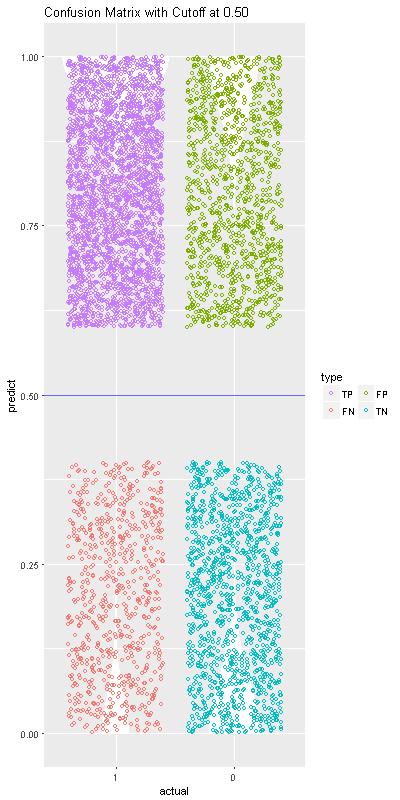 Confusion Matrix with Cutoff at 0.50
1.00
0.75
0.50
0.25
0.00
predict
1 0
actual
type
TP FP
FN TN